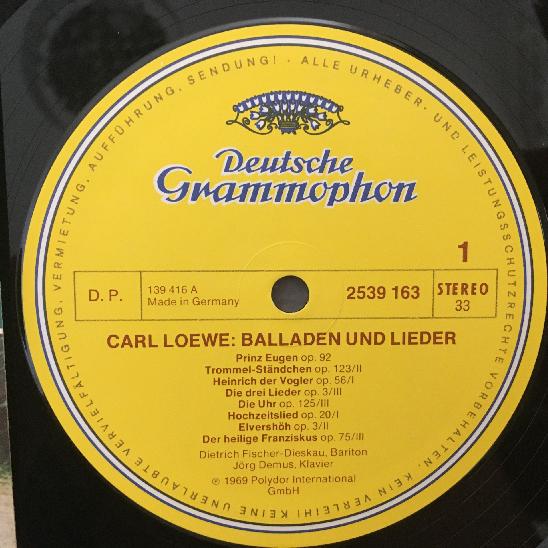 VERVIELFÄLTIGUNG, VERMIETUNG, AUFFÜHRUNG, SENDUNG! · ALLE URHEBER- UND LEISTUNGSSCHUTZRECHTE VORBEHALTEN · KEIN VERLEIH! KEINE UNERLAUBTE
Deutsche
Grammophon
1
D. P.
139 416 A
Made in Germany
2539 163
STEREO
33
CARL LOEWE: BALLADEN UND LIEDER
Prinz Eugen op. 92
Trommel-Ständchen op. 123/II
Heinrich der Vogler op. 56/I
Die drei Lieder op. 3/III
Die Uhr op. 125/III
Hochzeitslied op. 20/I
Elvershöh op. 3/II
Der heilige Franziskus op. 75/III
Dietrich Fischer-Dieskau, Bariton
Jörg Demus, Klavier
℗ 1969 Polydor International
GmbH